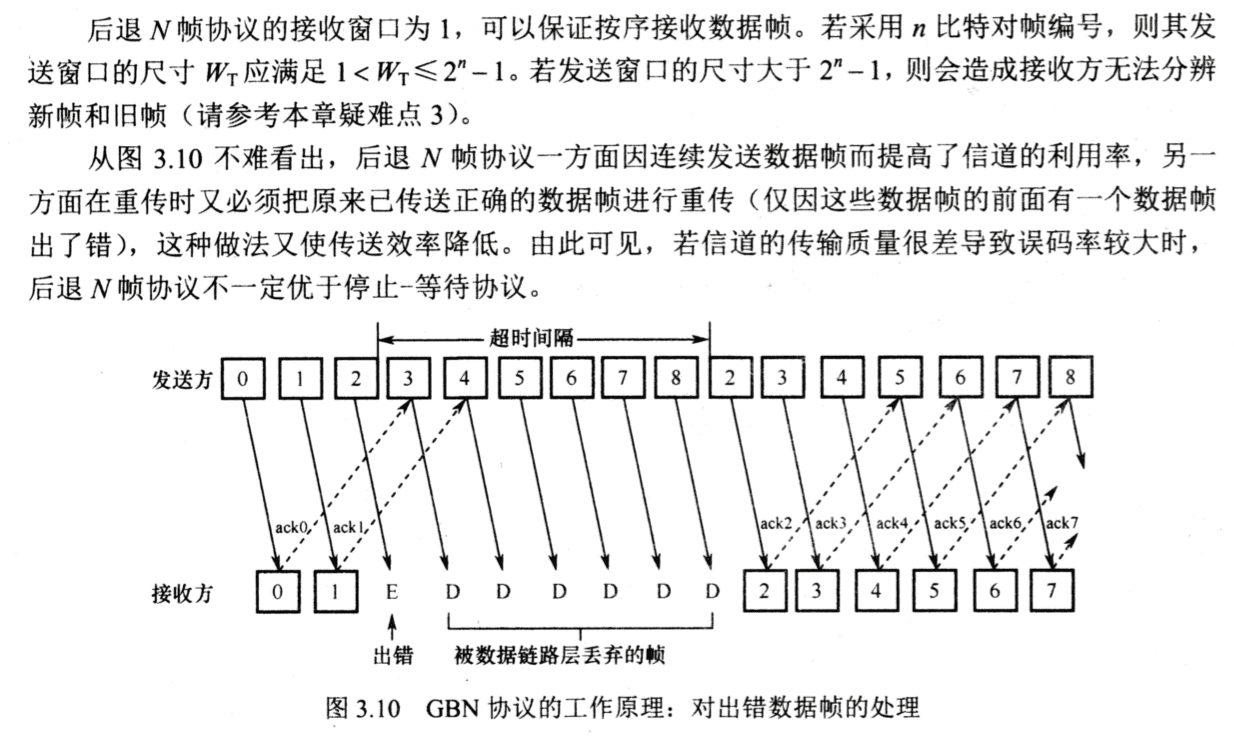 后退 N 帧协议的接收窗口为 1，可以保证按序接收数据帧。若采用 n 比特对帧编号，则其发
送窗口的尺寸 W_T 应满足 1 < W_T ≤ 2^n − 1。若发送窗口的尺寸大于 2^n − 1，则会造成接收方无法分辨
新帧和旧帧（请参考本章疑难点 3）。
从图 3.10 不难看出，后退 N 帧协议一方面因连续发送数据帧而提高了信道的利用率，另一
方面在重传时又必须把原来已传送正确的数据帧进行重传（仅因这些数据帧的前面有一个数据帧
出了错），这种做法又使传送效率降低。由此可见，若信道的传输质量很差导致误码率较大时，
后退 N 帧协议不一定优于停止-等待协议。
超时间隔
发送方 0 1 2 3 4 5 6 7 8 2 3 4 5 6 7 8
ack0 ack1 ack2 ack3 ack4 ack5 ack6 ack7
接收方 0 1 E D D D D D D 2 3 4 5 6 7
出错 被数据链路层丢弃的帧
图 3.10 GBN 协议的工作原理：对出错数据帧的处理